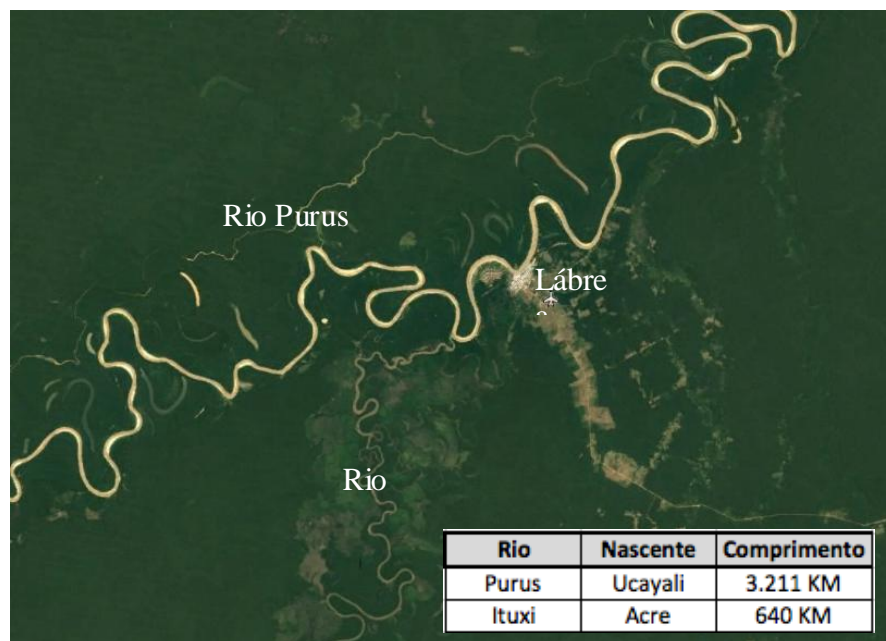 Rio Purus
Lábre
Rio
Rio Nascente Comprimento
Purus Ucayali 3.211 KM
Ituxi Acre 640 KM